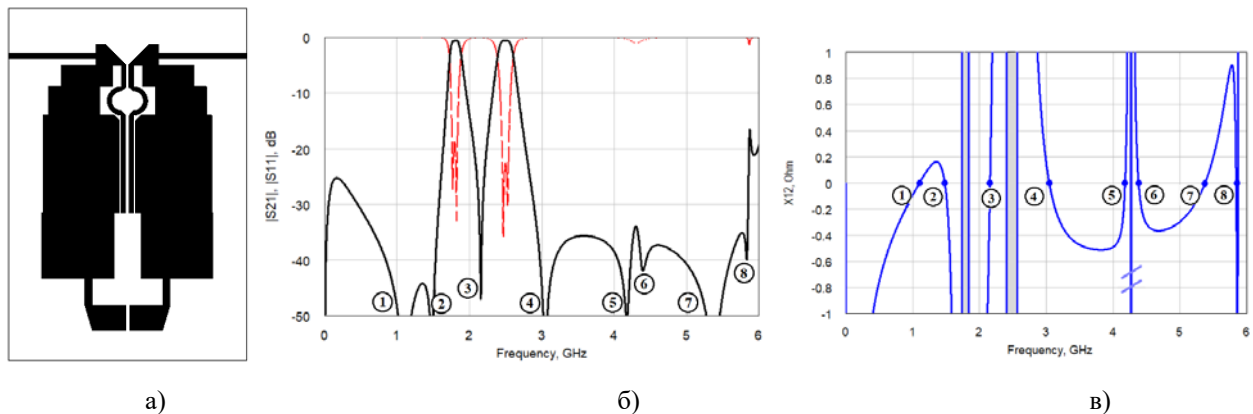 0
-10
-20
-30
-40
-50
|S21|, |S11|, dB
0 1 2 3 4 5 6
Frequency, GHz
1 2 3 4 5 6 7 8
1
0.8
0.6
0.4
0.2
0
-0.2
-0.4
-0.6
-0.8
-1
X12, Ohm
0 1 2 3 4 5 6
Frequency, GHz
1 2 3 4 5 6 7 8
а) б) в)